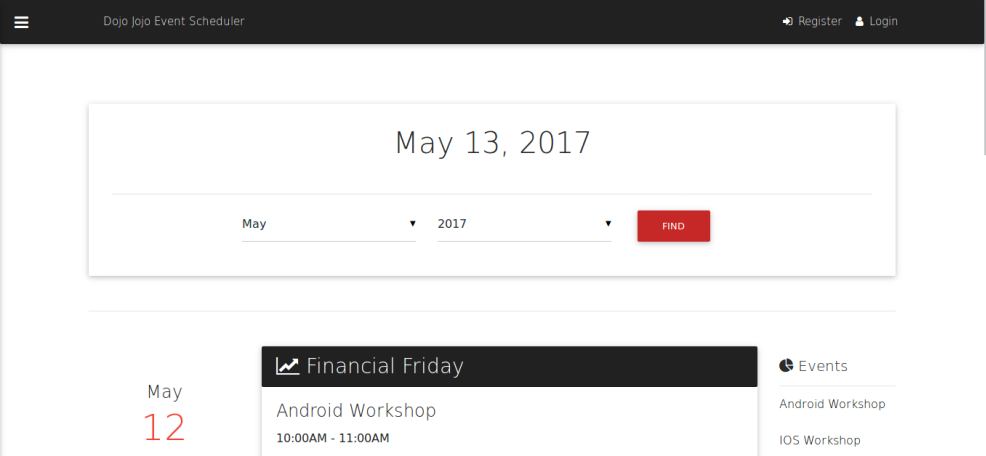 Dojo Jojo Event Scheduler
Register
Login
May 13, 2017
May
2017
FIND
May
12
Financial Friday
Android Workshop
10:00AM - 11:00AM
Events
Android Workshop
IOS Workshop